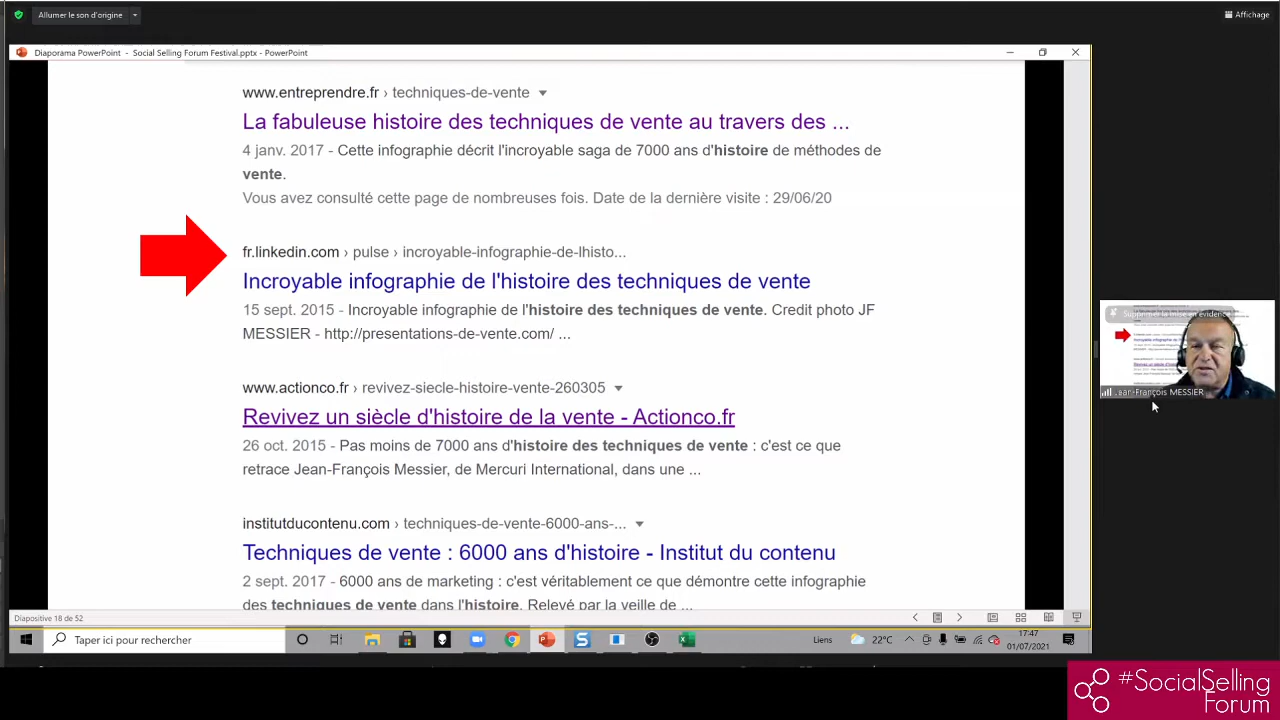 Allumer le son d'origine
Affichage
Diaporama PowerPoint - Social Selling Forum Festival.pptx - PowerPoint
www.entreprendre.fr › techniques-de-vente
La fabuleuse histoire des techniques de vente au travers des ...
4 janv. 2017 - Cette infographie décrit l'incroyable saga de 7000 ans d'histoire de méthodes de
vente.
Vous avez consulté cette page de nombreuses fois. Date de la dernière visite : 29/06/20
fr.linkedin.com › pulse › incroyable-infographie-de-lhisto...
Incroyable infographie de l'histoire des techniques de vente
15 sept. 2015 - Incroyable infographie de l'histoire des techniques de vente. Credit photo JF
MESSIER - http://presentations-vente.com/ ...
Supprimer la mise en évidence
Jean-François MESSIER
www.actionco.fr › revivez-siecle-histoire-vente-260305
Revivez un siècle d'histoire de la vente - Actionco.fr
26 oct. 2015 - Pas moins de 7000 ans d'histoire des techniques de vente : c'est ce que
retrace Jean-François Messier, de Mercuri International, dans une ...
institutducontenu.com › techniques-de-vente-6000-ans-...
Techniques de vente : 6000 ans d'histoire - Institut du contenu
2 sept. 2017 - 6000 ans de marketing : c'est véritablement ce que démontre cette infographie
des techniques de vente dans l'histoire. Relevé par la veille de ...
Diapositive 18 de 52
Taper ici pour rechercher
Liens
22°C
17:47
01/07/2021
#SocialSelling
Forum